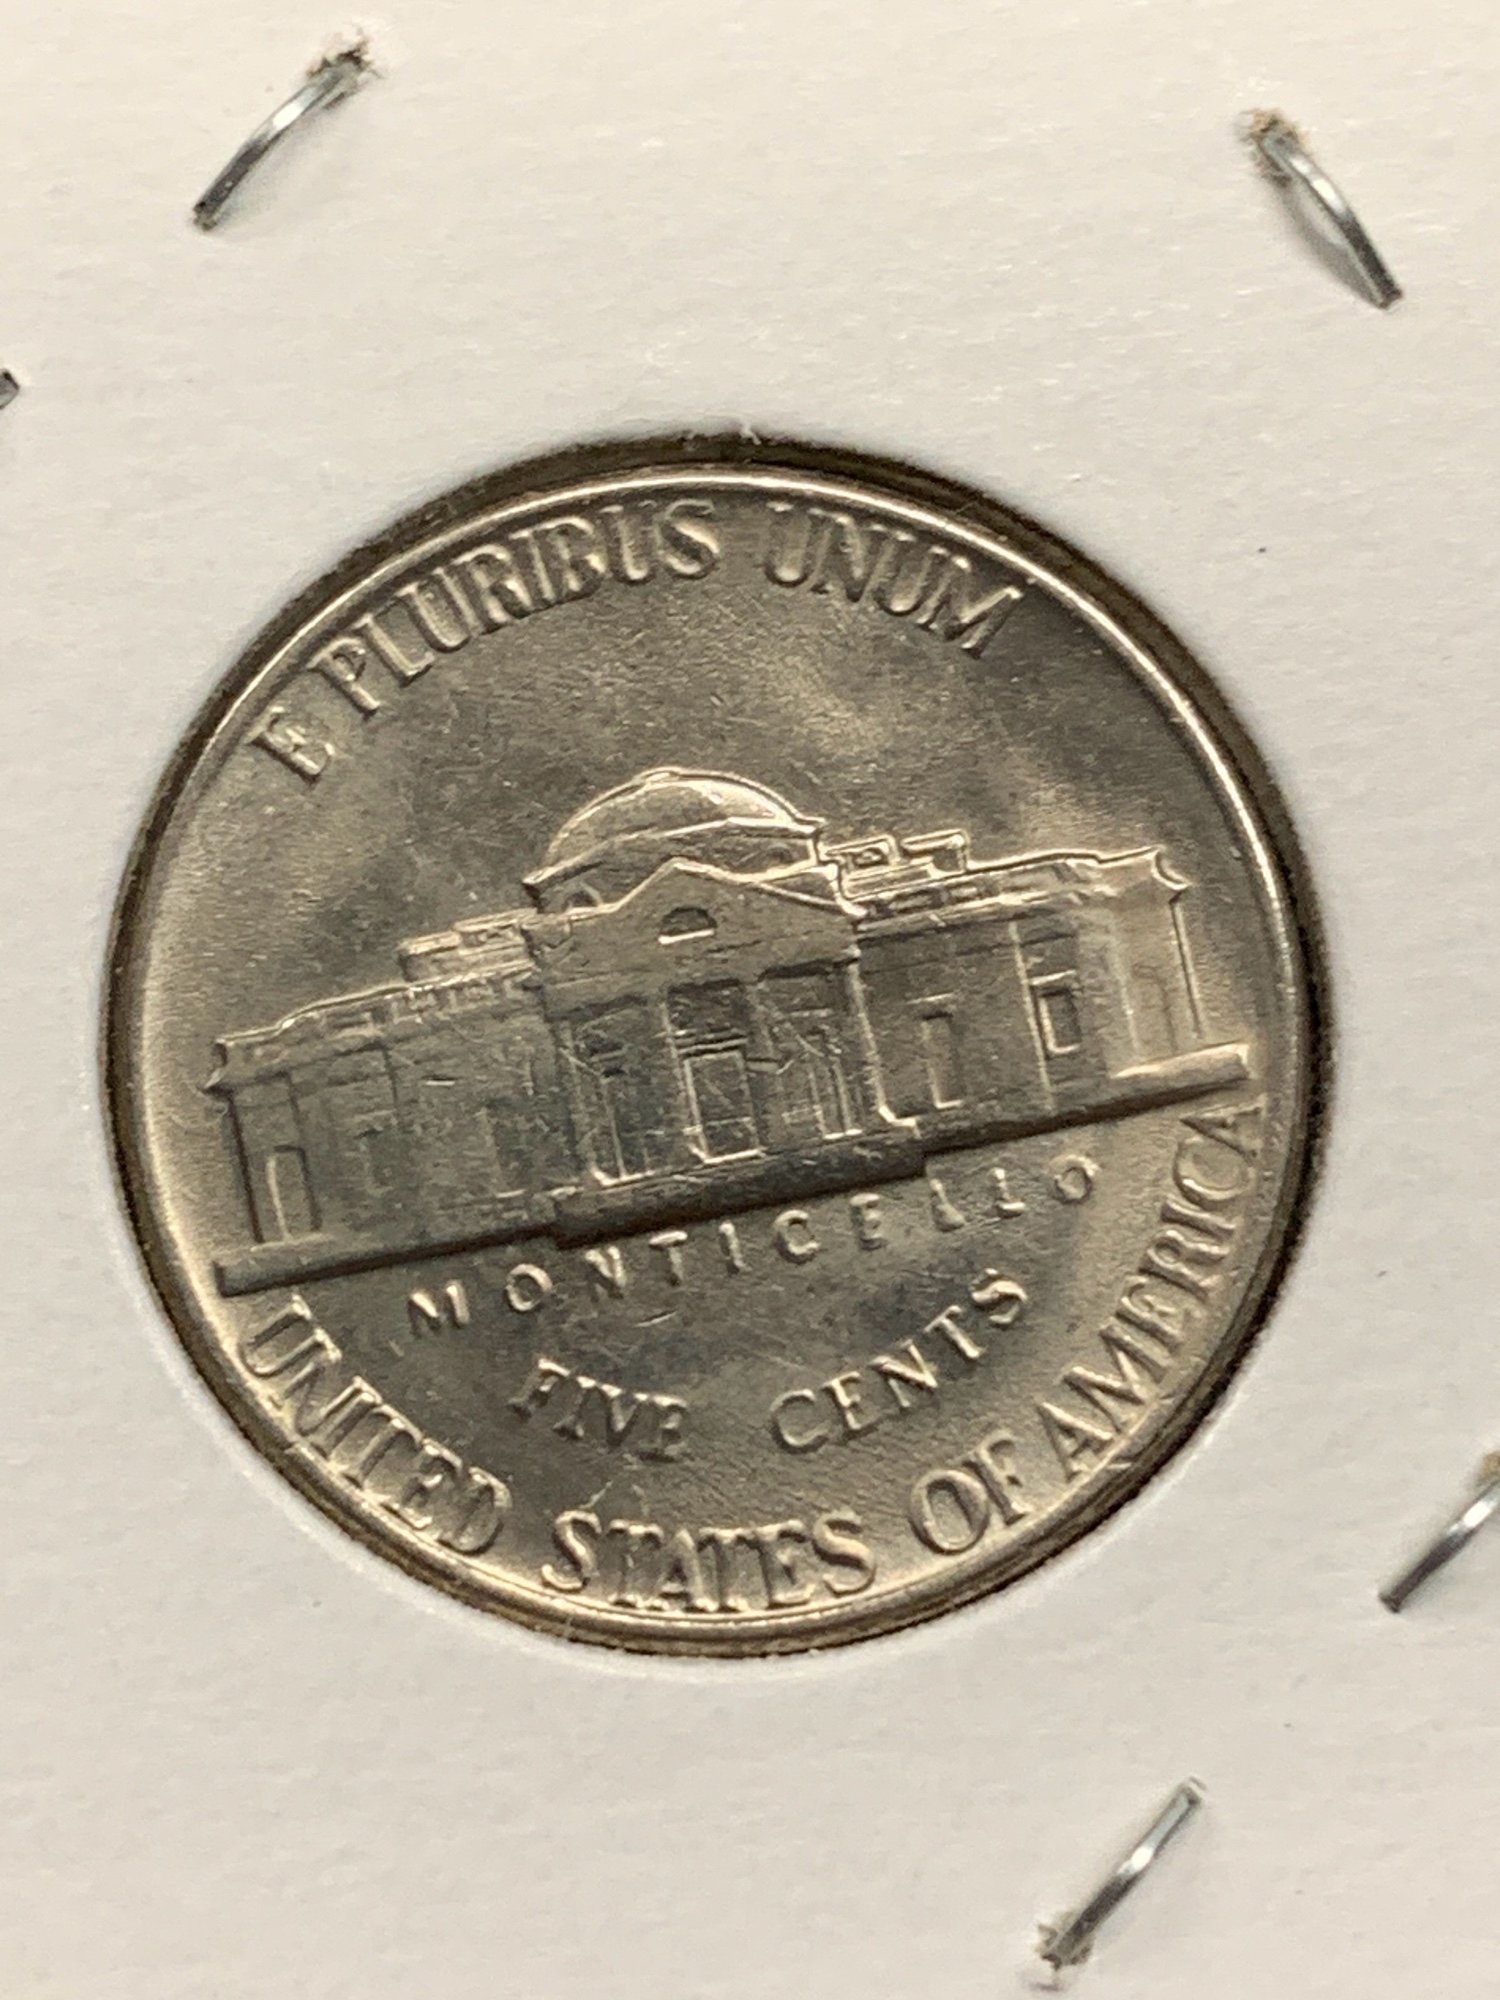 E PLURIBUS UNUM
MONTICELLO
FIVE CENTS
UNITED STATES OF AMERICA